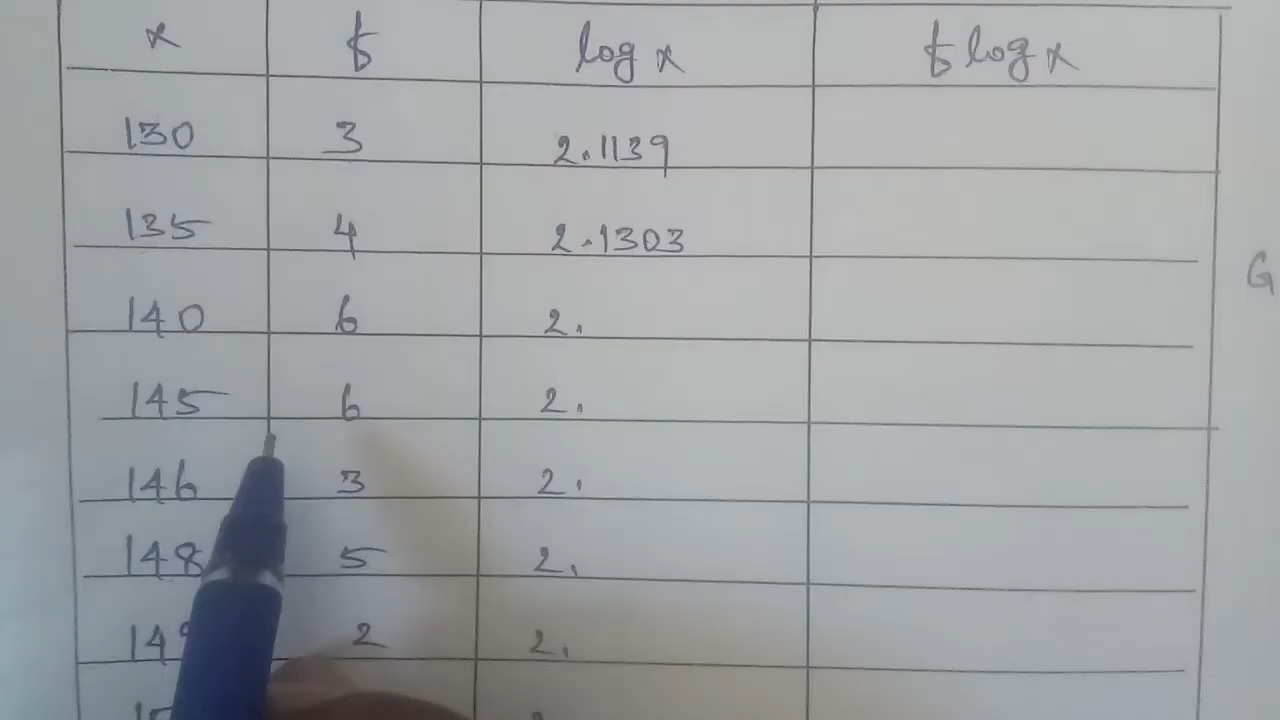 x f log x f log x
130 3 2.1139
135 4 2.1303
G
140 6 2.
145 6 2.
146 3 2.
148 5 2.
149 2 2.